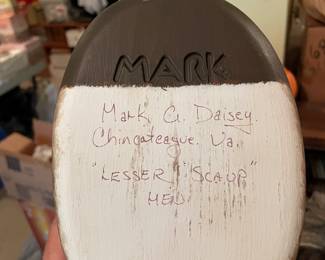 MARK
Mark G. Daisey.
Chincoteague. Va.
"LESSER" "SCAUP"
HEN